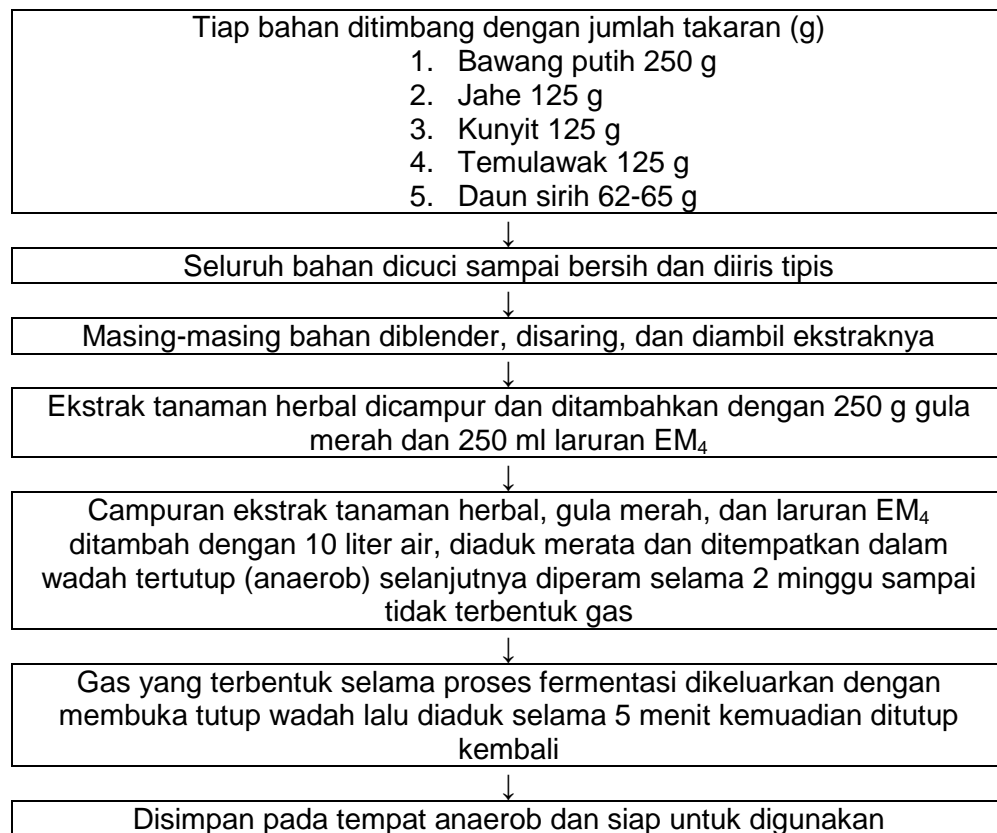 Tiap bahan ditimbang dengan jumlah takaran (g)
1. Bawang putih 250 g
2. Jahe 125 g
3. Kunyit 125 g
4. Temulawak 125 g
5. Daun sirih 62-65 g
↓
Seluruh bahan dicuci sampai bersih dan diiris tipis
↓
Masing-masing bahan diblender, disaring, dan diambil ekstraknya
↓
Ekstrak tanaman herbal dicampur dan ditambahkan dengan 250 g gula
merah dan 250 ml laruran EM₄
↓
Campuran ekstrak tanaman herbal, gula merah, dan laruran EM₄
ditambah dengan 10 liter air, diaduk merata dan ditempatkan dalam
wadah tertutup (anaerob) selanjutnya diperam selama 2 minggu sampai
tidak terbentuk gas
↓
Gas yang terbentuk selama proses fermentasi dikeluarkan dengan
membuka tutup wadah lalu diaduk selama 5 menit kemuadian ditutup
kembali
↓
Disimpan pada tempat anaerob dan siap untuk digunakan